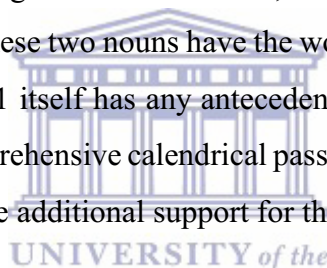 ese two nouns have the wo
itself has any anteceden
rehensive calendrical pass
e additional support for th
UNIVERSITY of the